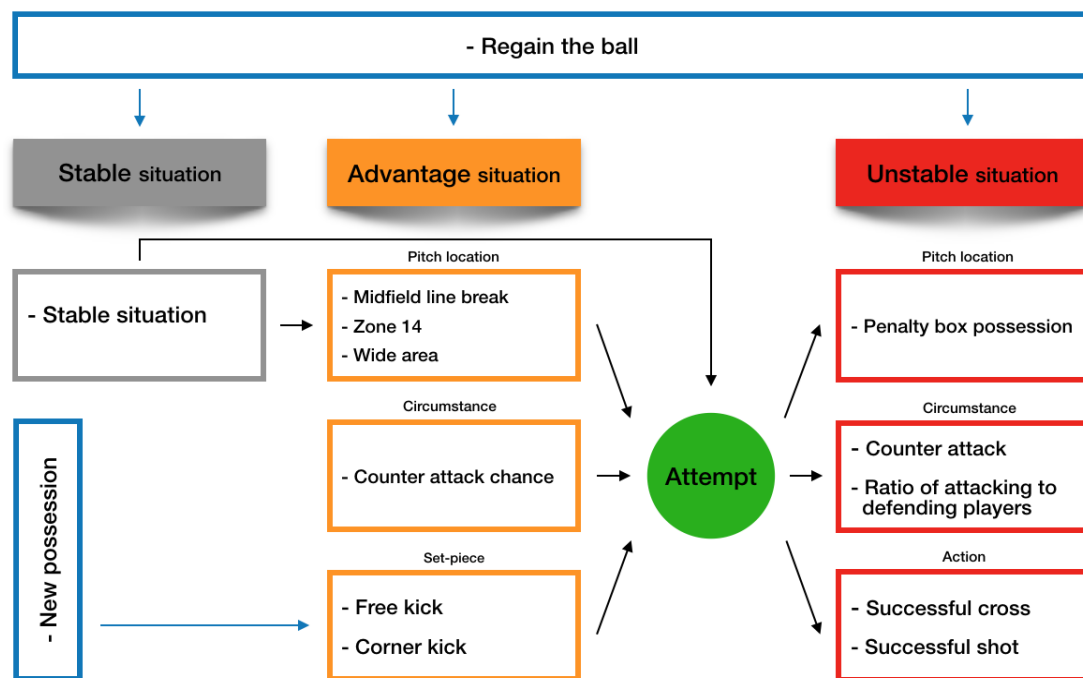 - Regain the ball
Stable situation
Advantage situation
Unstable situation
Pitch location
Pitch location
- Stable situation
- Midfield line break
- Zone 14
- Wide area
- Penalty box possession
Circumstance
Circumstance
- New possession
- Counter attack chance
Attempt
- Counter attack
- Ratio of attacking to
defending players
Set-piece
Action
- Free kick
- Corner kick
- Successful cross
- Successful shot